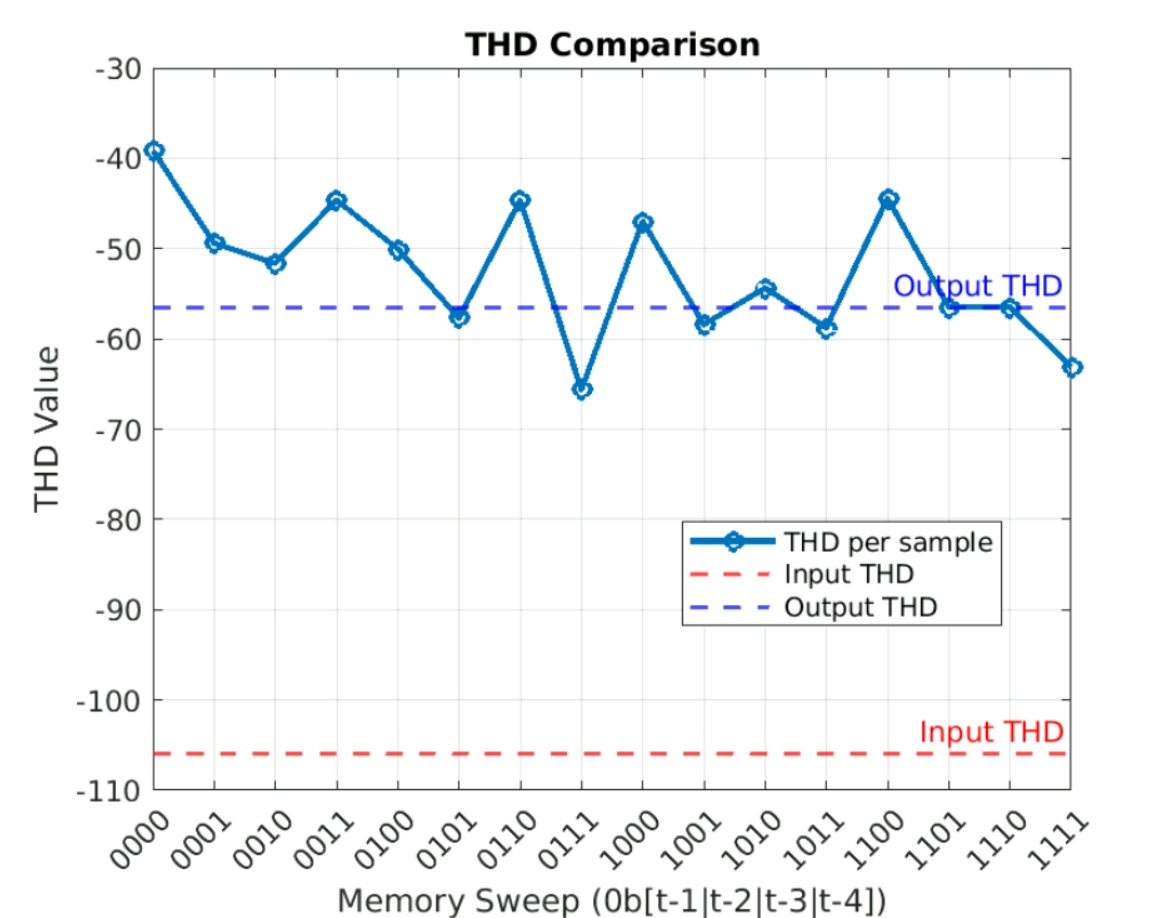 THD Comparison
-30
-40
-50
-60
-70
-80
-90
-100
-110
THD Value
Output THD
THD per sample
Input THD
Output THD
Input THD
0000 0001 0010 0011 0100 0101 0110 0111 1000 1001 1010 1011 1100 1101 1110 1111
Memory Sweep (0b[t-1|t-2|t-3|t-4])